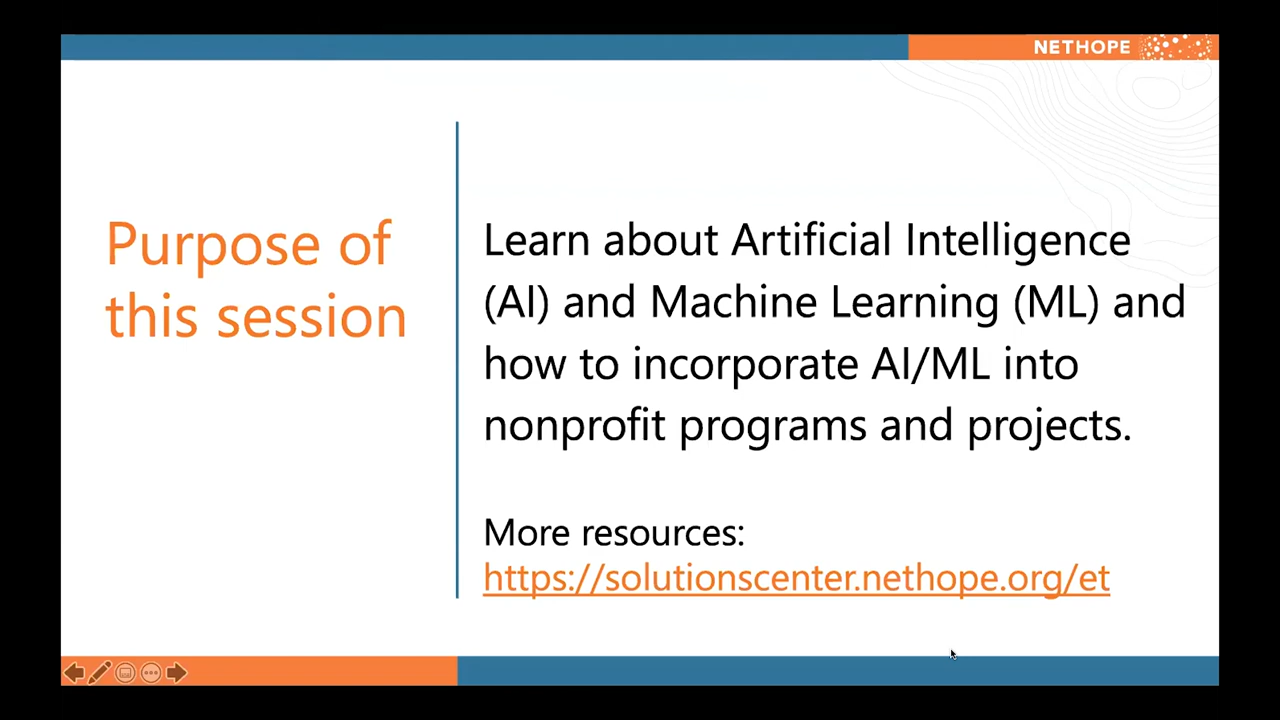 NETHOPE
Purpose of
this session
Learn about Artificial Intelligence
(AI) and Machine Learning (ML) and
how to incorporate AI/ML into
nonprofit programs and projects.
More resources:
https://solutionscenter.nethope.org/et